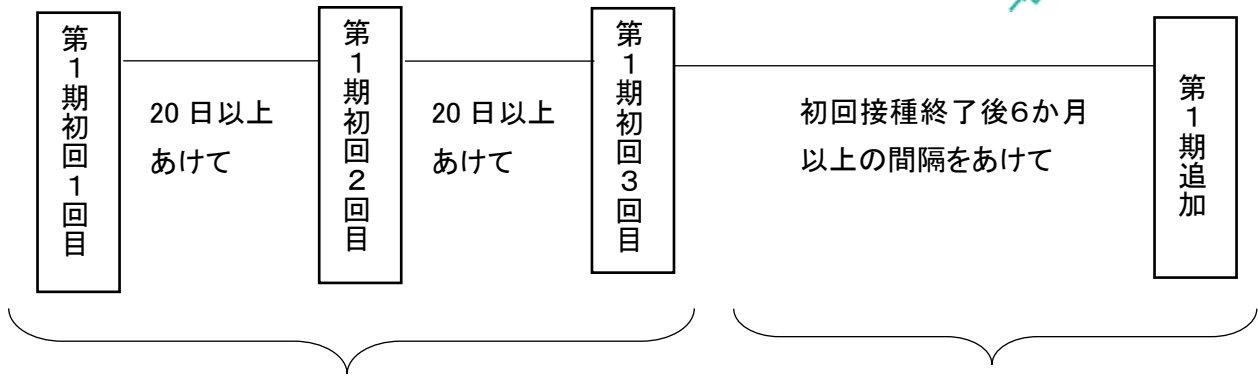 第1期初回1回目
20日以上
あけて
第1期初回2回目
20日以上
あけて
第1期初回3回目
初回接種終了後6か月
以上の間隔をあけて
第1期追加